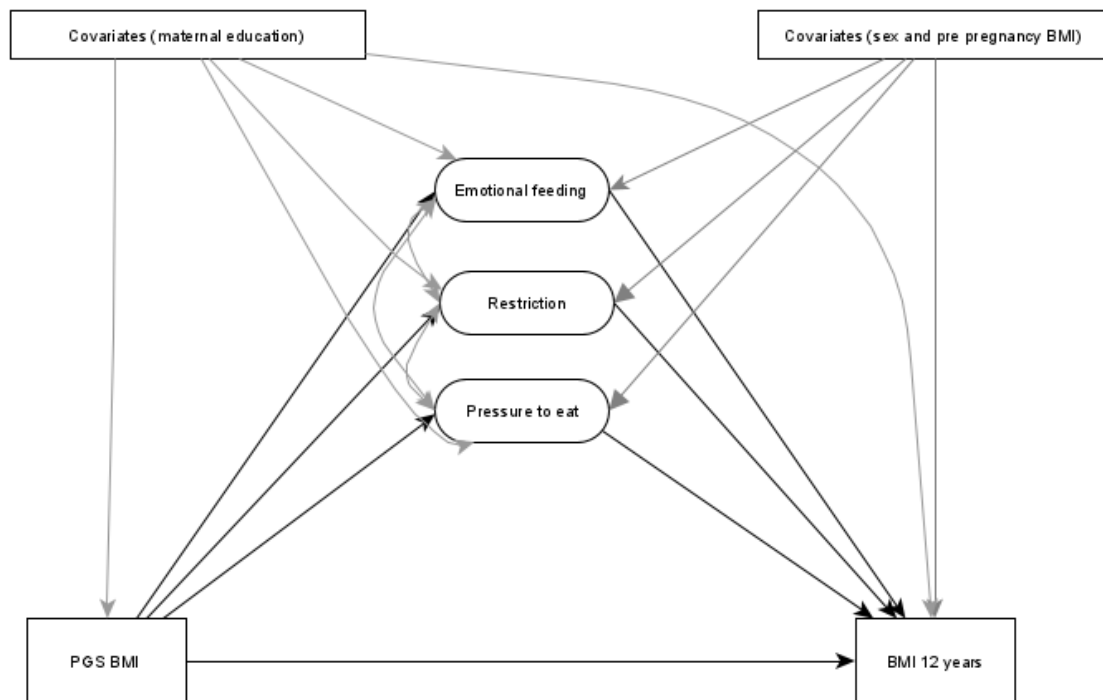 Covariates (maternal education)
Covariates (sex and pre pregnancy BMI)
Emotional feeding
Restriction
Pressure to eat
PGS BMI
BMI 12 years